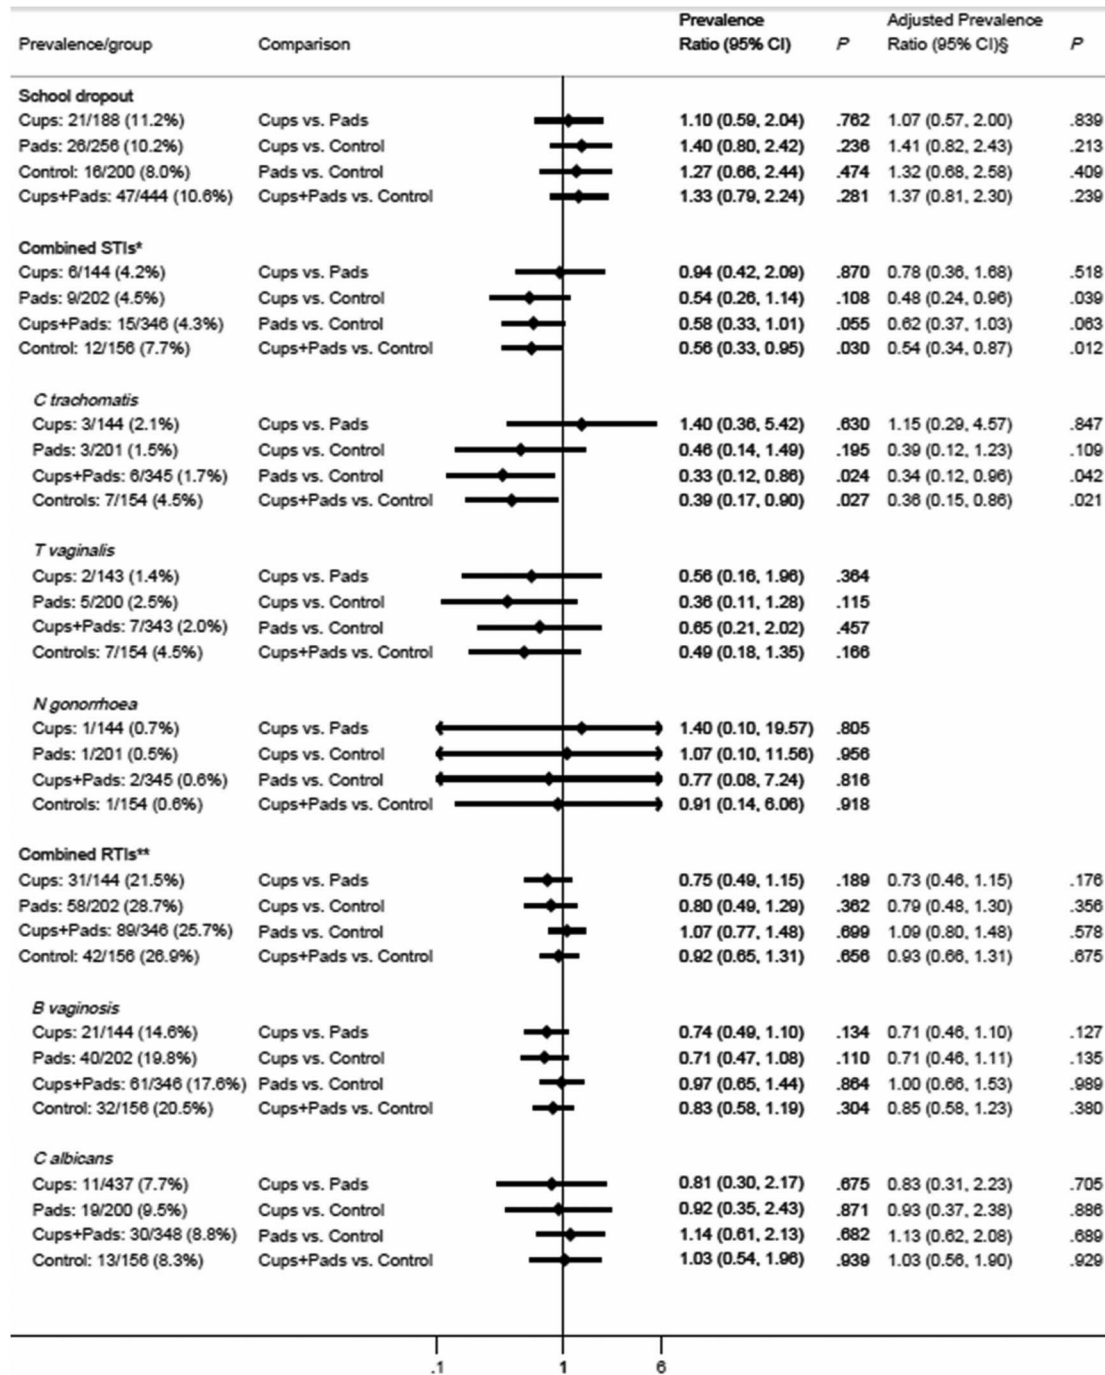 Prevalence/group Comparison Prevalence Ratio (95% CI) P Adjusted Prevalence Ratio (95% CI)§ P
School dropout
Cups: 21/188 (11.2%) Cups vs. Pads 1.10 (0.59, 2.04) .762 1.07 (0.57, 2.00) .839
Pads: 26/256 (10.2%) Cups vs. Control 1.40 (0.80, 2.42) .236 1.41 (0.82, 2.43) .213
Control: 16/200 (8.0%) Pads vs. Control 1.27 (0.66, 2.44) .474 1.32 (0.68, 2.58) .409
Cups+Pads: 47/444 (10.6%) Cups+Pads vs. Control 1.33 (0.79, 2.24) .281 1.37 (0.81, 2.30) .239
Combined STIs*
Cups: 6/144 (4.2%) Cups vs. Pads 0.94 (0.42, 2.09) .870 0.78 (0.36, 1.68) .518
Pads: 9/202 (4.5%) Cups vs. Control 0.54 (0.26, 1.14) .108 0.48 (0.24, 0.96) .039
Cups+Pads: 15/346 (4.3%) Pads vs. Control 0.58 (0.33, 1.01) .055 0.62 (0.37, 1.03) .063
Control: 12/156 (7.7%) Cups+Pads vs. Control 0.56 (0.33, 0.95) .030 0.54 (0.34, 0.87) .012
C trachomatis
Cups: 3/144 (2.1%) Cups vs. Pads 1.40 (0.36, 5.42) .630 1.15 (0.29, 4.57) .847
Pads: 3/201 (1.5%) Cups vs. Control 0.46 (0.14, 1.49) .195 0.39 (0.12, 1.23) .109
Cups+Pads: 6/345 (1.7%) Pads vs. Control 0.33 (0.12, 0.86) .024 0.34 (0.12, 0.96) .042
Controls: 7/154 (4.5%) Cups+Pads vs. Control 0.39 (0.17, 0.90) .027 0.36 (0.15, 0.86) .021
T vaginalis
Cups: 2/143 (1.4%) Cups vs. Pads 0.56 (0.16, 1.96) .364
Pads: 5/200 (2.5%) Cups vs. Control 0.36 (0.11, 1.28) .115
Cups+Pads: 7/343 (2.0%) Pads vs. Control 0.65 (0.21, 2.02) .457
Controls: 7/154 (4.5%) Cups+Pads vs. Control 0.49 (0.18, 1.35) .166
N gonorrhoea
Cups: 1/144 (0.7%) Cups vs. Pads 1.40 (0.10, 19.57) .805
Pads: 1/201 (0.5%) Cups vs. Control 1.07 (0.10, 11.56) .956
Cups+Pads: 2/345 (0.6%) Pads vs. Control 0.77 (0.08, 7.24) .816
Controls: 1/154 (0.6%) Cups+Pads vs. Control 0.91 (0.14, 6.06) .918
Combined RTIs**
Cups: 31/144 (21.5%) Cups vs. Pads 0.75 (0.49, 1.15) .189 0.73 (0.46, 1.15) .176
Pads: 58/202 (28.7%) Cups vs. Control 0.80 (0.49, 1.29) .362 0.79 (0.48, 1.30) .356
Cups+Pads: 89/346 (25.7%) Pads vs. Control 1.07 (0.77, 1.48) .699 1.09 (0.80, 1.48) .578
Control: 42/156 (26.9%) Cups+Pads vs. Control 0.92 (0.65, 1.31) .656 0.93 (0.66, 1.31) .675
B vaginosis
Cups: 21/144 (14.6%) Cups vs. Pads 0.74 (0.49, 1.10) .134 0.71 (0.46, 1.10) .127
Pads: 40/202 (19.8%) Cups vs. Control 0.71 (0.47, 1.08) .110 0.71 (0.46, 1.11) .135
Cups+Pads: 61/346 (17.6%) Pads vs. Control 0.97 (0.65, 1.44) .864 1.00 (0.66, 1.53) .989
Control: 32/156 (20.5%) Cups+Pads vs. Control 0.83 (0.58, 1.19) .304 0.85 (0.58, 1.23) .380
C albicans
Cups: 11/437 (7.7%) Cups vs. Pads 0.81 (0.30, 2.17) .675 0.83 (0.31, 2.23) .705
Pads: 19/200 (9.5%) Cups vs. Control 0.92 (0.35, 2.43) .871 0.93 (0.37, 2.38) .886
Cups+Pads: 30/348 (8.8%) Pads vs. Control 1.14 (0.61, 2.13) .682 1.13 (0.62, 2.08) .689
Control: 13/156 (8.3%) Cups+Pads vs. Control 1.03 (0.54, 1.96) .939 1.03 (0.56, 1.90) .929
.1 1 6